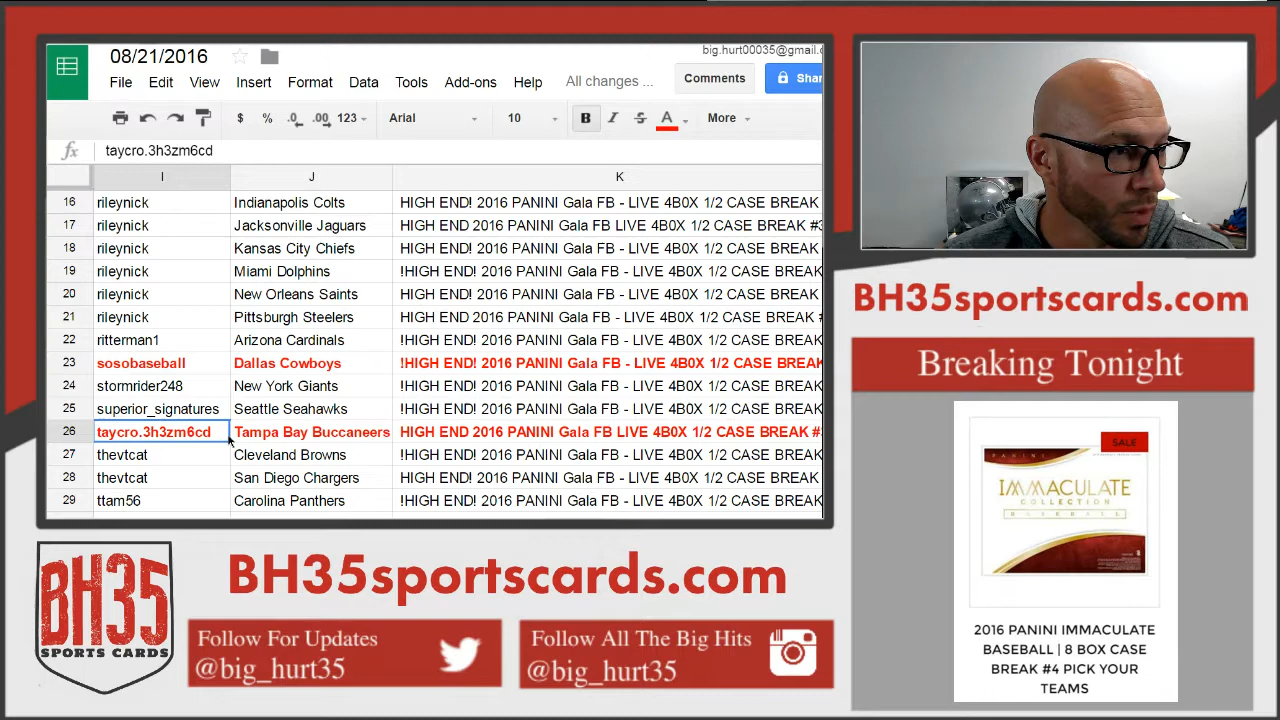 08/21/2016
big.hurt00035@gmail.c
File Edit View Insert Format Data Tools Add-ons Help All changes ... Comments Shar
$ % .0 .00 123 Arial 10 B I S A More
fx taycro.3h3zm6cd
I J K
16 rileynick Indianapolis Colts HIGH END! 2016 PANINI Gala FB - LIVE 4B0X 1/2 CASE BREAK
17 rileynick Jacksonville Jaguars HIGH END 2016 PANINI Gala FB - LIVE 4B0X 1/2 CASE BREAK #3
18 rileynick Kansas City Chiefs !HIGH END! 2016 PANINI Gala FB - LIVE 4B0X 1/2 CASE BREAK
19 rileynick Miami Dolphins !HIGH END! 2016 PANINI Gala FB - LIVE 4B0X 1/2 CASE BREAK
20 rileynick New Orleans Saints !HIGH END! 2016 PANINI Gala FB - LIVE 4B0X 1/2 CASE BREAK
21 rileynick Pittsburgh Steelers HIGH END 2016 PANINI Gala FB - LIVE 4B0X 1/2 CASE BREAK #
22 ritterman1 Arizona Cardinals !HIGH END! 2016 PANINI Gala FB - LIVE 4B0X 1/2 CASE BREAK
23 sosobaseball Dallas Cowboys !HIGH END! 2016 PANINI Gala FB - LIVE 4B0X 1/2 CASE BREAK
24 stormrider248 New York Giants !HIGH END! 2016 PANINI Gala FB - LIVE 4B0X 1/2 CASE BREAK
25 superior_signatures Seattle Seahawks !HIGH END! 2016 PANINI Gala FB - LIVE 4B0X 1/2 CASE BREAK
26 taycro.3h3zm6cd Tampa Bay Buccaneers HIGH END 2016 PANINI Gala FB LIVE 4B0X 1/2 CASE BREAK #
27 thevtcat Cleveland Browns !HIGH END! 2016 PANINI Gala FB - LIVE 4B0X 1/2 CASE BREAK
28 thevtcat San Diego Chargers !HIGH END! 2016 PANINI Gala FB - LIVE 4B0X 1/2 CASE BREAK
29 ttam56 Carolina Panthers !HIGH END! 2016 PANINI Gala FB - LIVE 4B0X 1/2 CASE BREAK
BH35sportscards.com
Breaking Tonight
SALE
PANINI
IMMACULATE
COLLECTION
BASEBALL
2016 PANINI IMMACULATE
BASEBALL | 8 BOX CASE
BREAK #4 PICK YOUR
TEAMS
BH35
SPORTS CARDS
BH35sportscards.com
Follow For Updates
@big_hurt35
Follow All The Big Hits
@big_hurt35